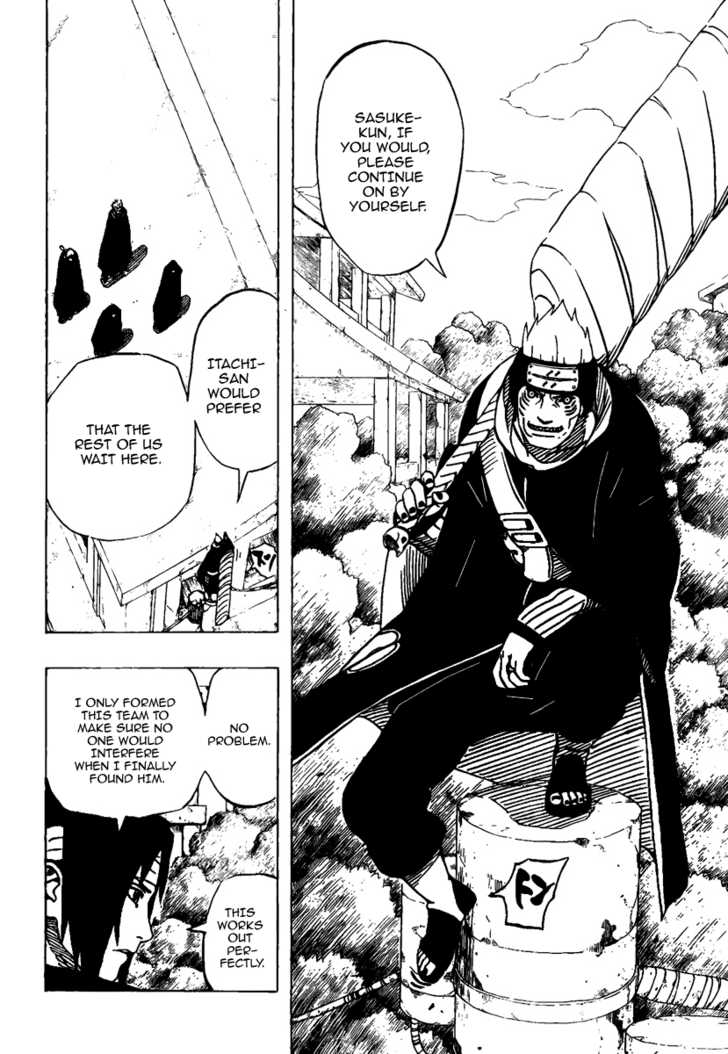 SASUKE-
KUN, IF
YOU WOULD,
PLEASE
CONTINUE
ON BY
YOURSELF.
ITACHI-
SAN
WOULD
PREFER
THAT THE
REST OF US
WAIT HERE.
NO
PROBLEM.
I ONLY FORMED
THIS TEAM TO
MAKE SURE NO
ONE WOULD
INTERFERE
WHEN I FINALLY
FOUND HIM.
THIS
WORKS
OUT
PER-
FECTLY.